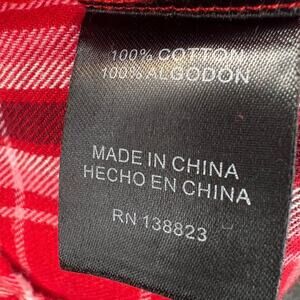 100% COTTON
100% ALGODON
MADE IN CHINA
HECHO EN CHINA
RN 138823